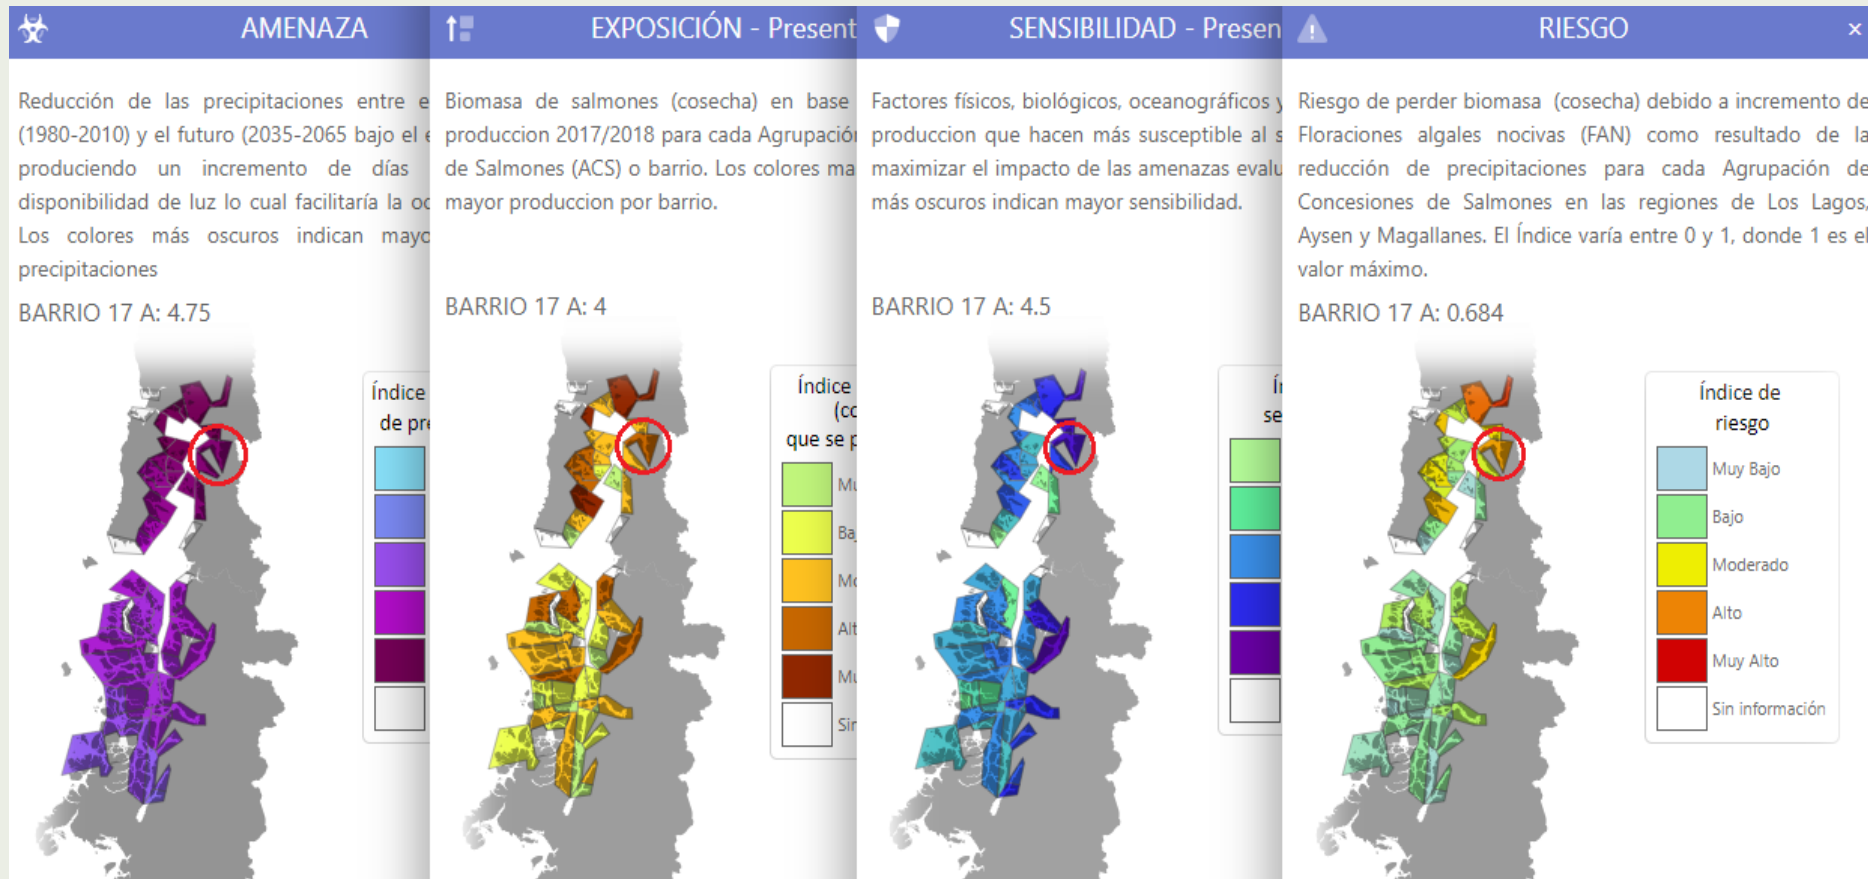 AMENAZA
Reducción de las precipitaciones entre e
(1980-2010) y el futuro (2035-2065 bajo el e
produciendo un incremento de días
disponibilidad de luz lo cual facilitaría la oc
Los colores más oscuros indican mayo
precipitaciones
BARRIO 17 A: 4.75
Índice
de pre
EXPOSICIÓN - Present
Biomasa de salmones (cosecha) en base
produccion 2017/2018 para cada Agrupación
de Salmones (ACS) o barrio. Los colores ma
mayor produccion por barrio.
BARRIO 17 A: 4
Índice
(co
que se p
Mu
Ba
Mo
Alt
Mu
Sin
SENSIBILIDAD - Presen
Factores físicos, biológicos, oceanográficos y
produccion que hacen más susceptible al s
maximizar el impacto de las amenazas evalu
más oscuros indican mayor sensibilidad.
BARRIO 17 A: 4.5
Ín
se
RIESGO
×
Riesgo de perder biomasa (cosecha) debido a incremento de
Floraciones algales nocivas (FAN) como resultado de la
reducción de precipitaciones para cada Agrupación de
Concesiones de Salmones en las regiones de Los Lagos,
Aysen y Magallanes. El Índice varía entre 0 y 1, donde 1 es el
valor máximo.
BARRIO 17 A: 0.684
Índice de
riesgo
Muy Bajo
Bajo
Moderado
Alto
Muy Alto
Sin información